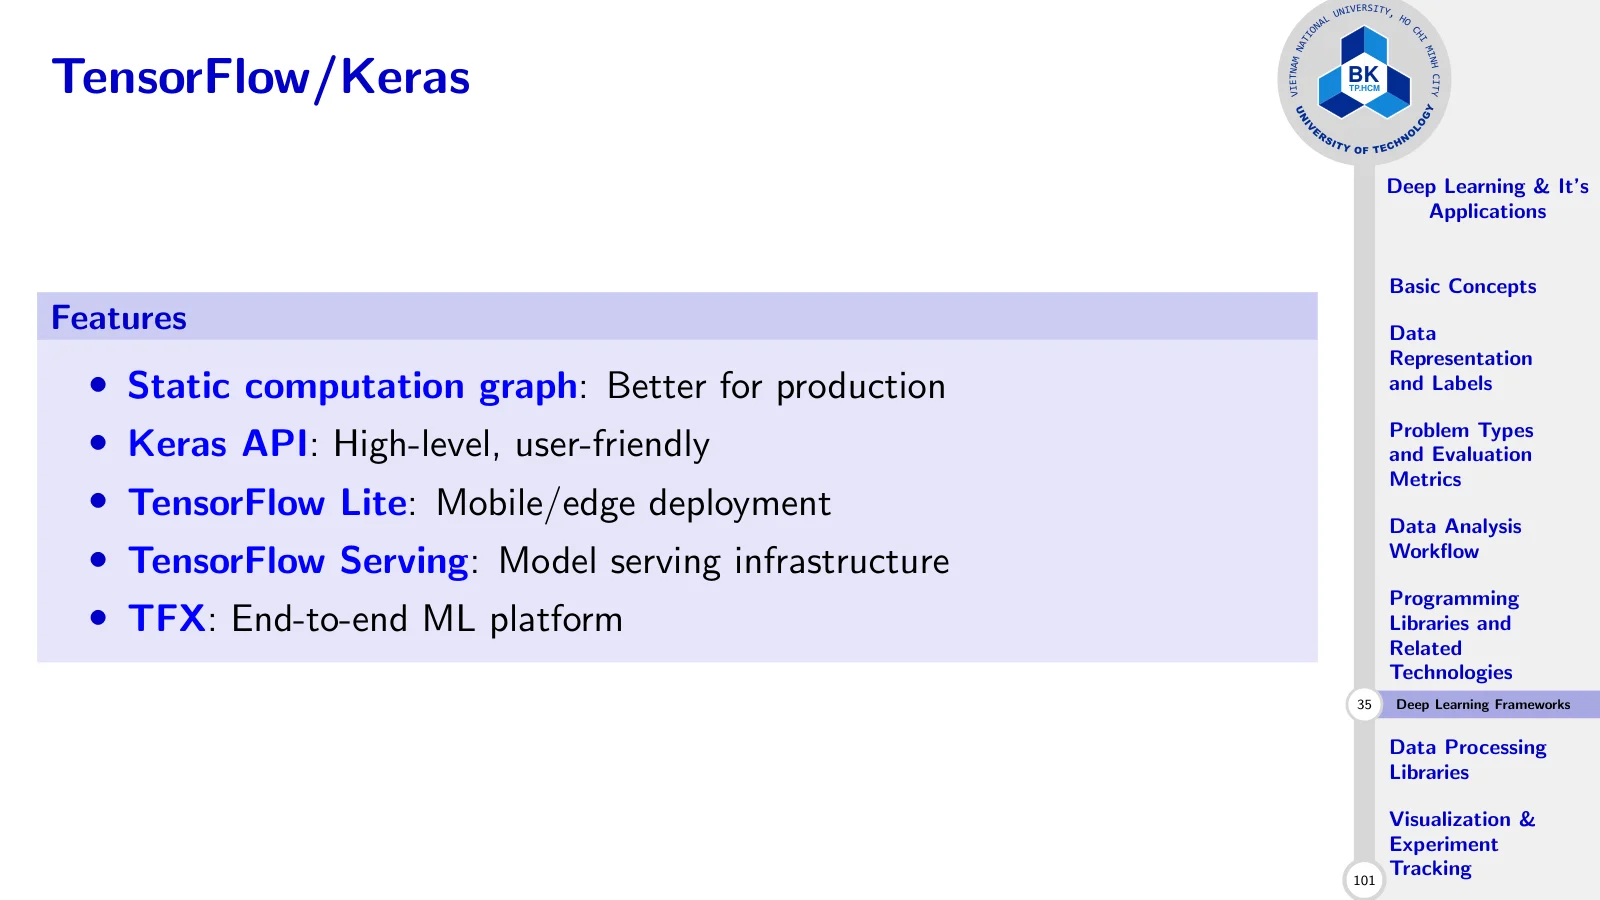 TensorFlow/Keras
Features
• Static computation graph: Better for production
• Keras API: High-level, user-friendly
• TensorFlow Lite: Mobile/edge deployment
• TensorFlow Serving: Model serving infrastructure
• TFX: End-to-end ML platform
VIETNAM NATIONAL UNIVERSITY, HO CHI MINH CITY
BK
TP.HCM
UNIVERSITY OF TECHNOLOGY
Deep Learning & It's
Applications
Basic Concepts
Data
Representation
and Labels
Problem Types
and Evaluation
Metrics
Data Analysis
Workflow
Programming
Libraries and
Related
Technologies
35 Deep Learning Frameworks
Data Processing
Libraries
Visualization &
Experiment
Tracking
101